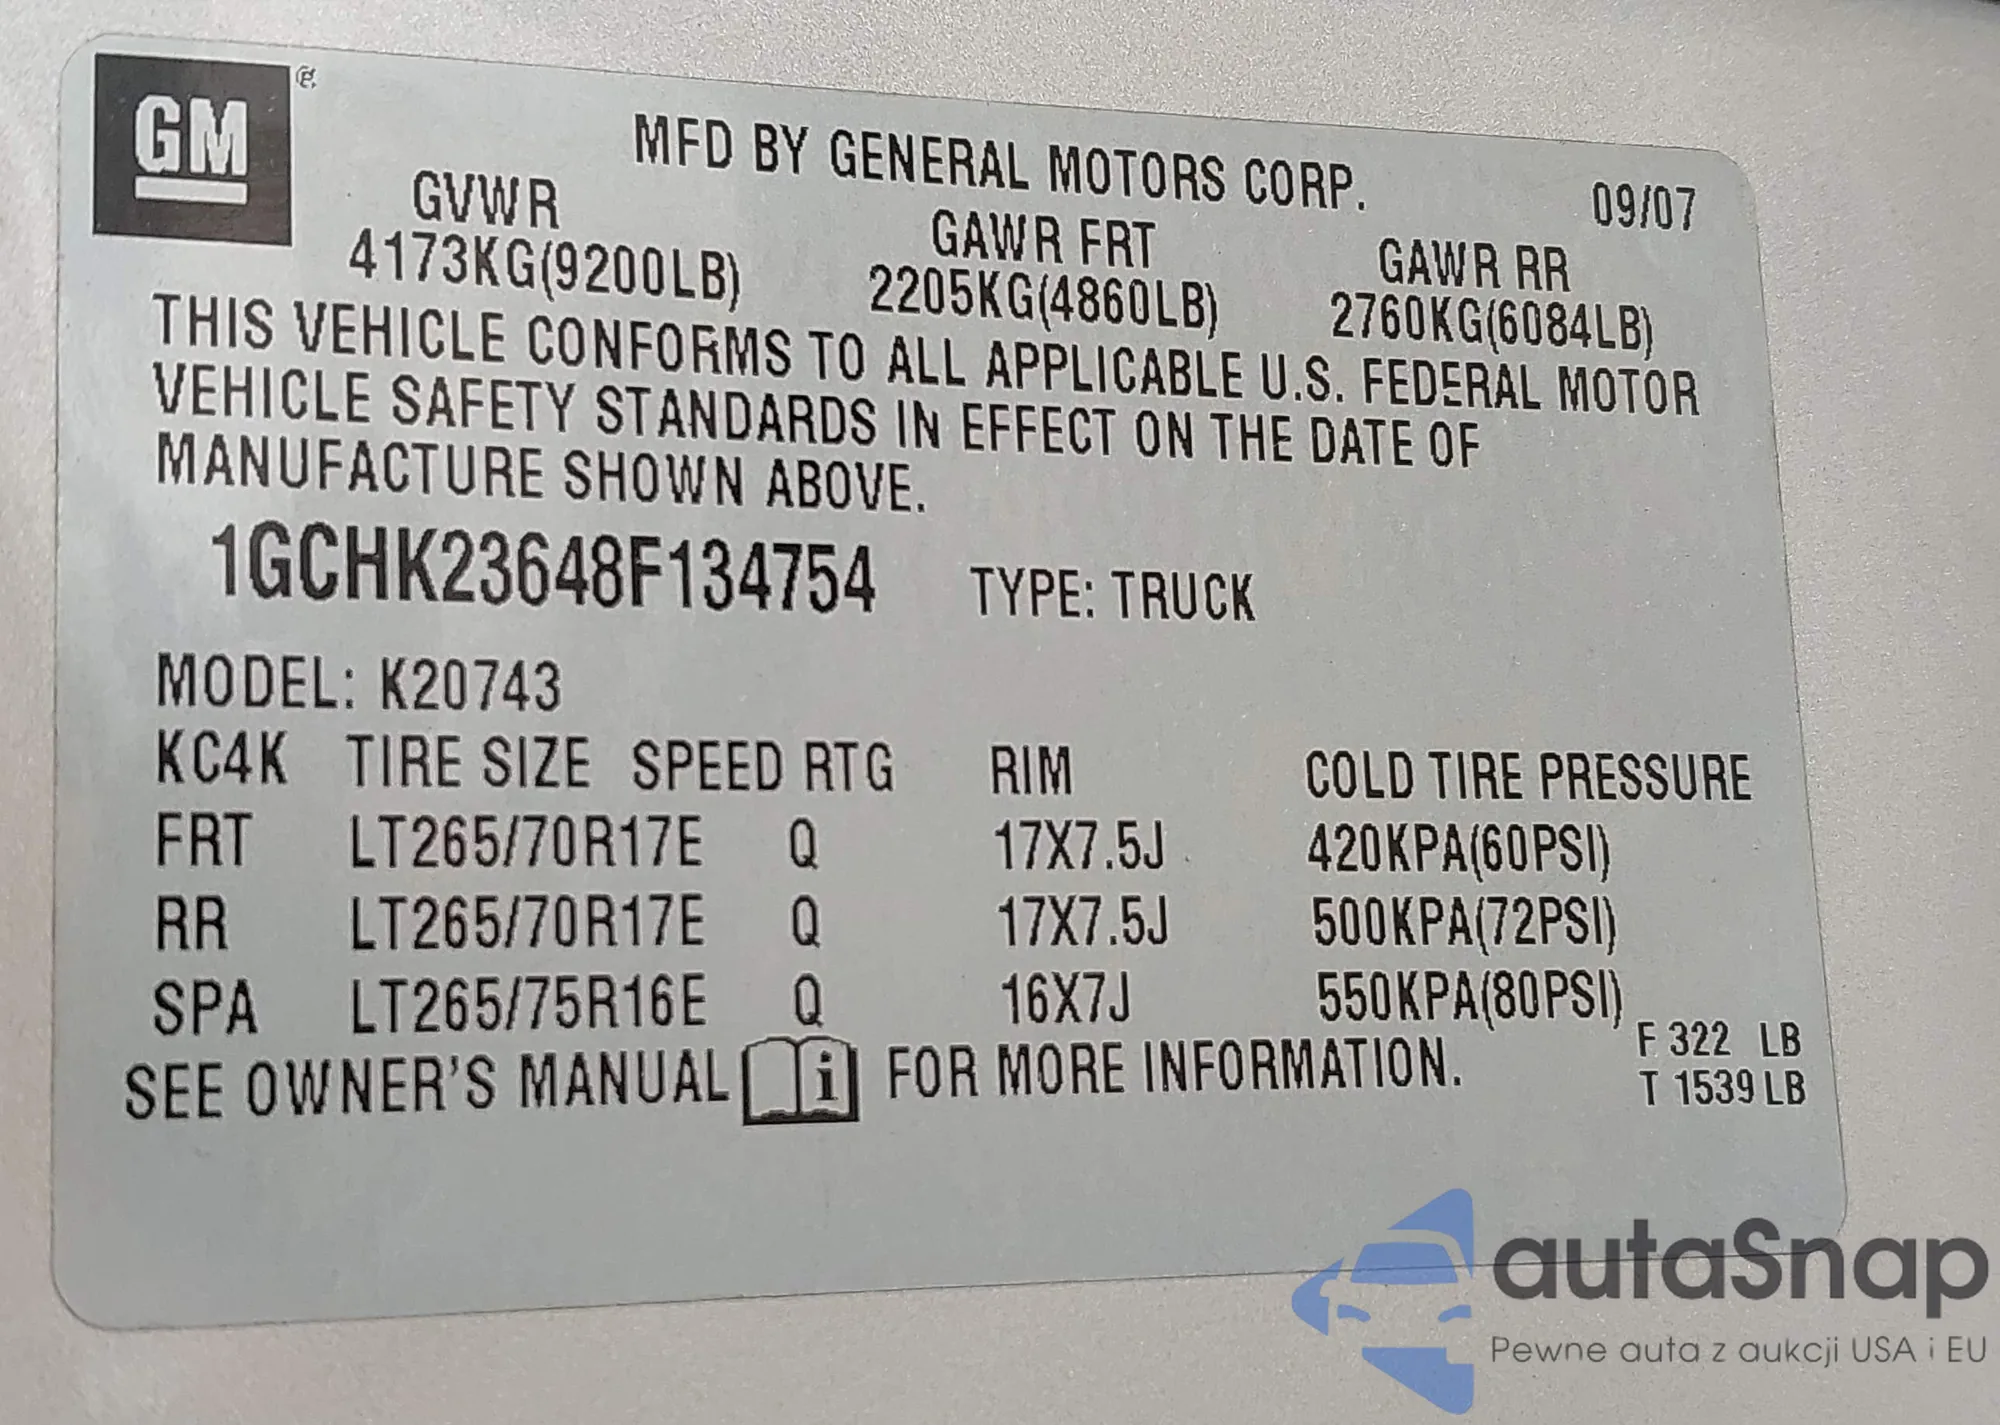 GM
MFD BY GENERAL MOTORS CORP. 09/07
GVWR GAWR FRT GAWR RR
4173KG(9200LB) 2205KG(4860LB) 2760KG(6084LB)
THIS VEHICLE CONFORMS TO ALL APPLICABLE U.S. FEDERAL MOTOR
VEHICLE SAFETY STANDARDS IN EFFECT ON THE DATE OF
MANUFACTURE SHOWN ABOVE.
1GCHK23648F134754 TYPE: TRUCK
MODEL: K20743
KC4K TIRE SIZE SPEED RTG RIM COLD TIRE PRESSURE
FRT LT265/70R17E Q 17X7.5J 420KPA(60PSI)
RR LT265/70R17E Q 17X7.5J 500KPA(72PSI)
SPA LT265/75R16E Q 16X7J 550KPA(80PSI)
F 322 LB
T 1539 LB
SEE OWNER'S MANUAL i FOR MORE INFORMATION.
autaSnap
Pewne auta z aukcji USA i EU